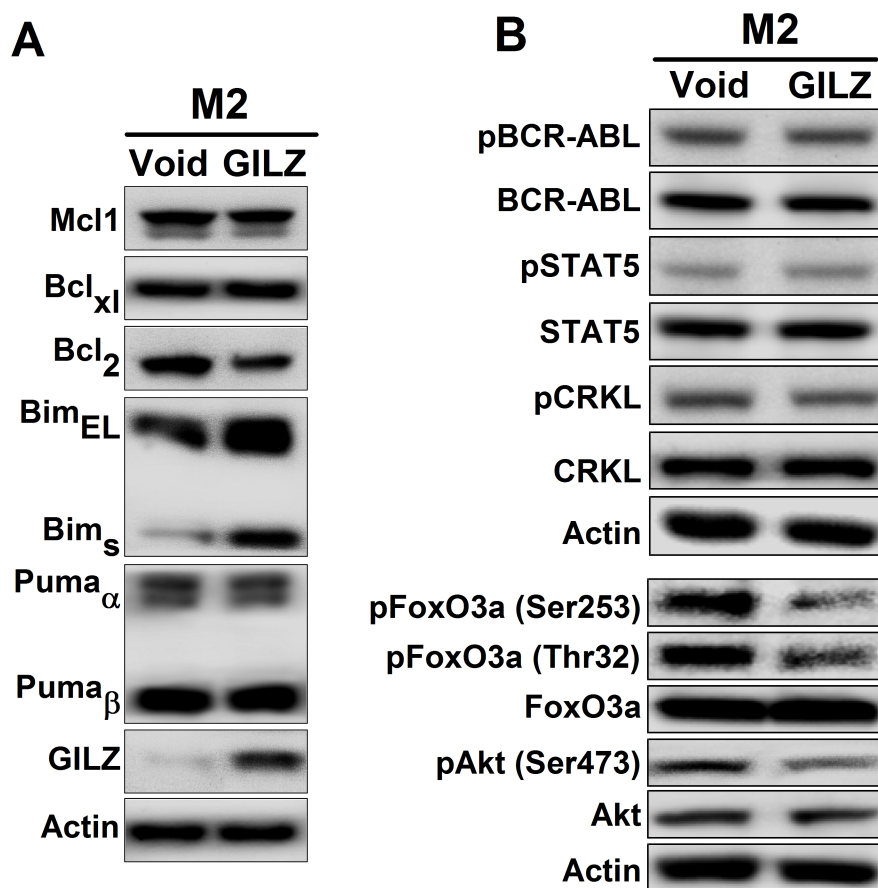 A
M2
Void GILZ
Mcl1
Bclxl
Bcl2
BimEL
Bims
Pumaα
Pumaβ
GILZ
Actin
B
M2
Void GILZ
pBCR-ABL
BCR-ABL
pSTAT5
STAT5
pCRKL
CRKL
Actin
pFoxO3a (Ser253)
pFoxO3a (Thr32)
FoxO3a
pAkt (Ser473)
Akt
Actin